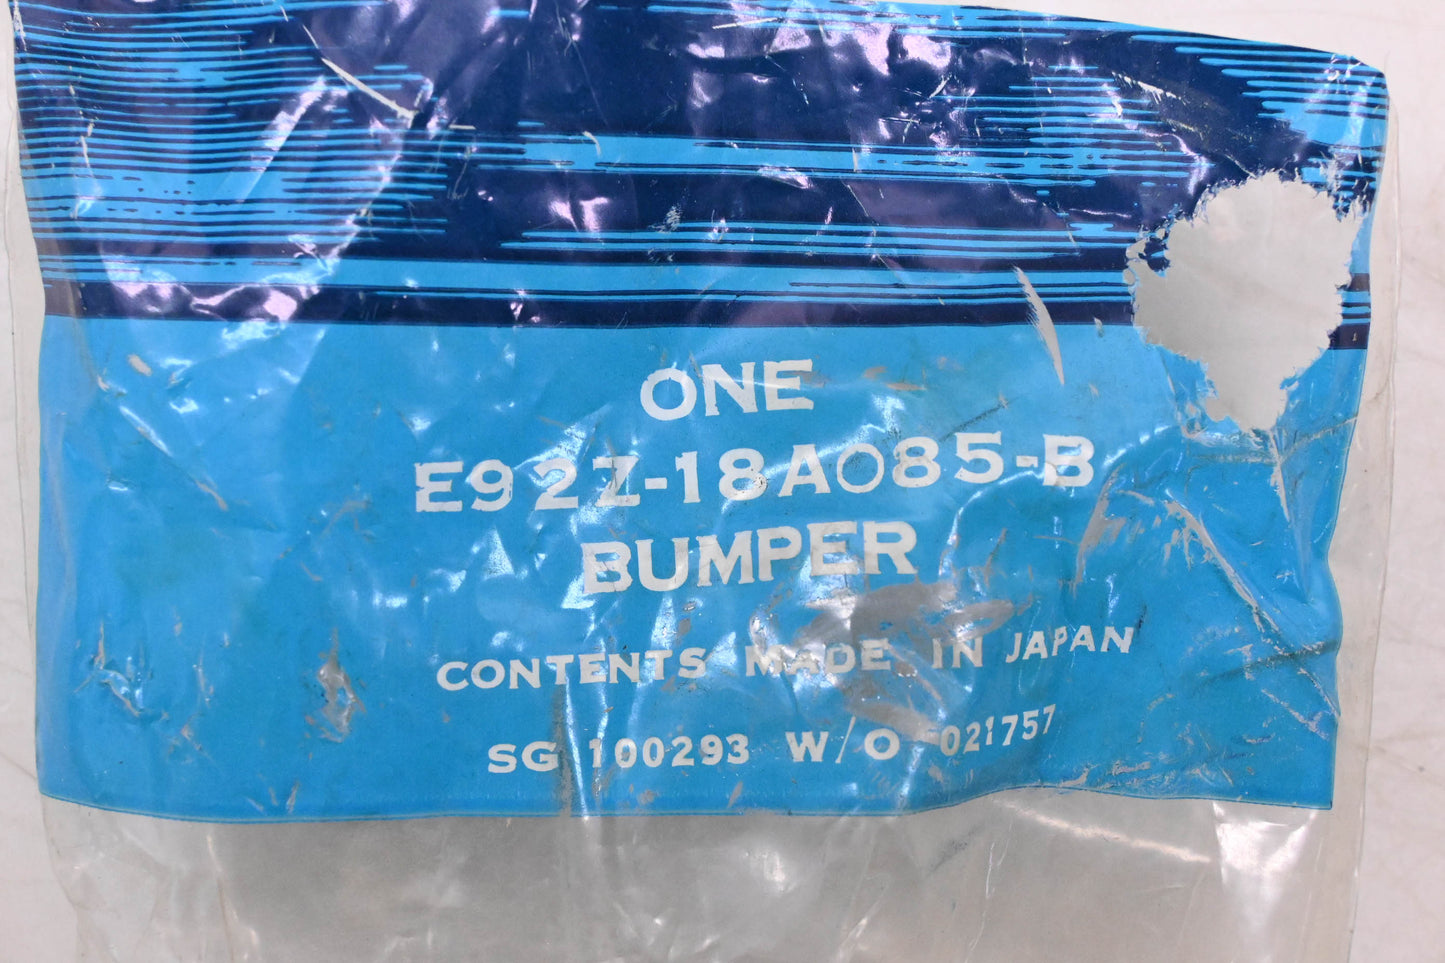 ONE
E92Z-18A085-B
BUMPER
CONTENTS MADE IN JAPAN
SG 100293 W/O 021757